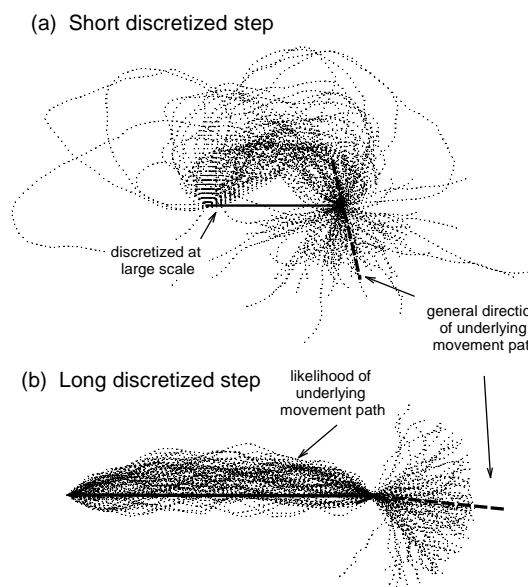 (a) Short discretized step
discretized at
large scale
general directio
of underlying
movement pat
(b) Long discretized step
likelihood of
underlying
movement path